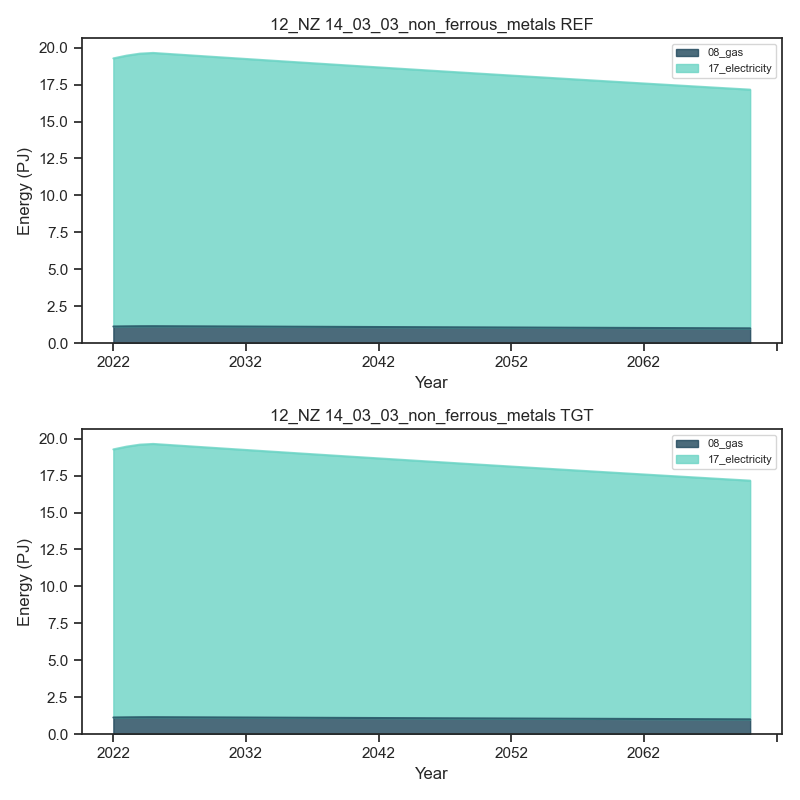 12_NZ 14_03_03_non_ferrous_metals REF
08_gas
17_electricity
20.0
17.5
15.0
12.5
10.0
7.5
5.0
2.5
0.0
Energy (PJ)
2022 2032 2042 2052 2062
Year
12_NZ 14_03_03_non_ferrous_metals TGT
08_gas
17_electricity
20.0
17.5
15.0
12.5
10.0
7.5
5.0
2.5
0.0
Energy (PJ)
2022 2032 2042 2052 2062
Year